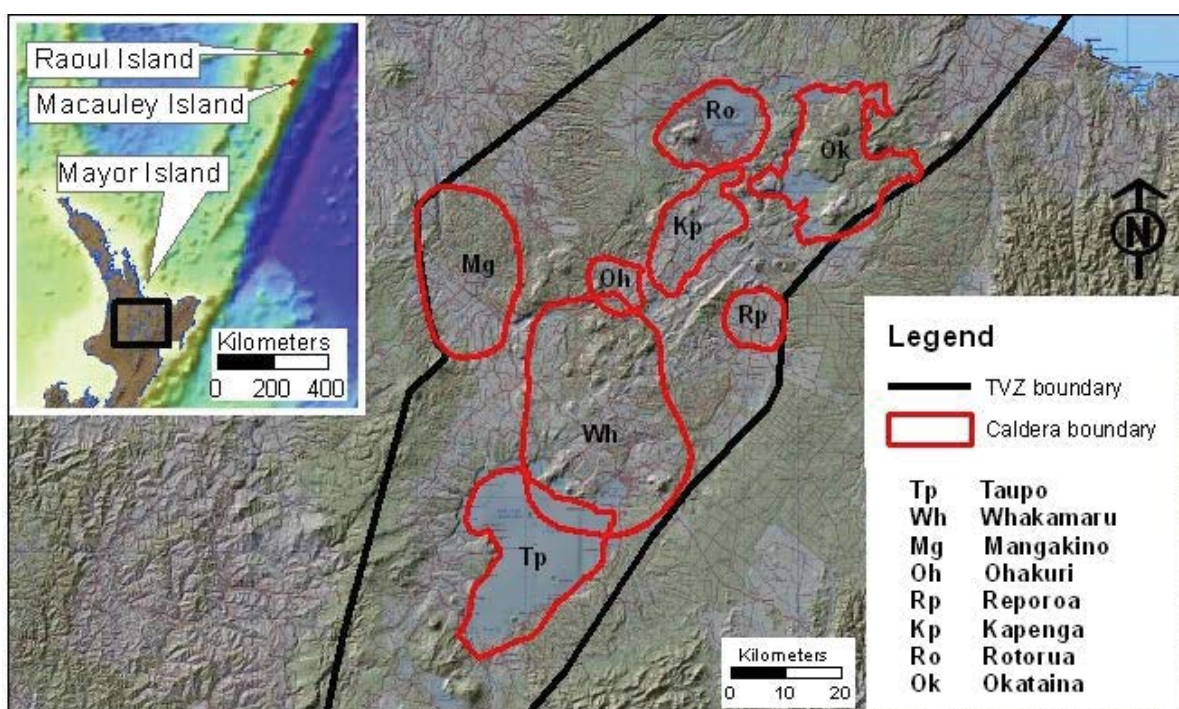 Raoul Island
Macauley Island
Mayor Island
Kilometers
0 200 400
Ro
Ok
Kp
Mg
Oh
Rp
Wh
Tp
N
Legend
TVZ boundary
Caldera boundary
Tp Taupo
Wh Whakamaru
Mg Mangakino
Oh Ohakuri
Rp Reporoa
Kp Kapenga
Ro Rotorua
Ok Okataina
Kilometers
0 10 20